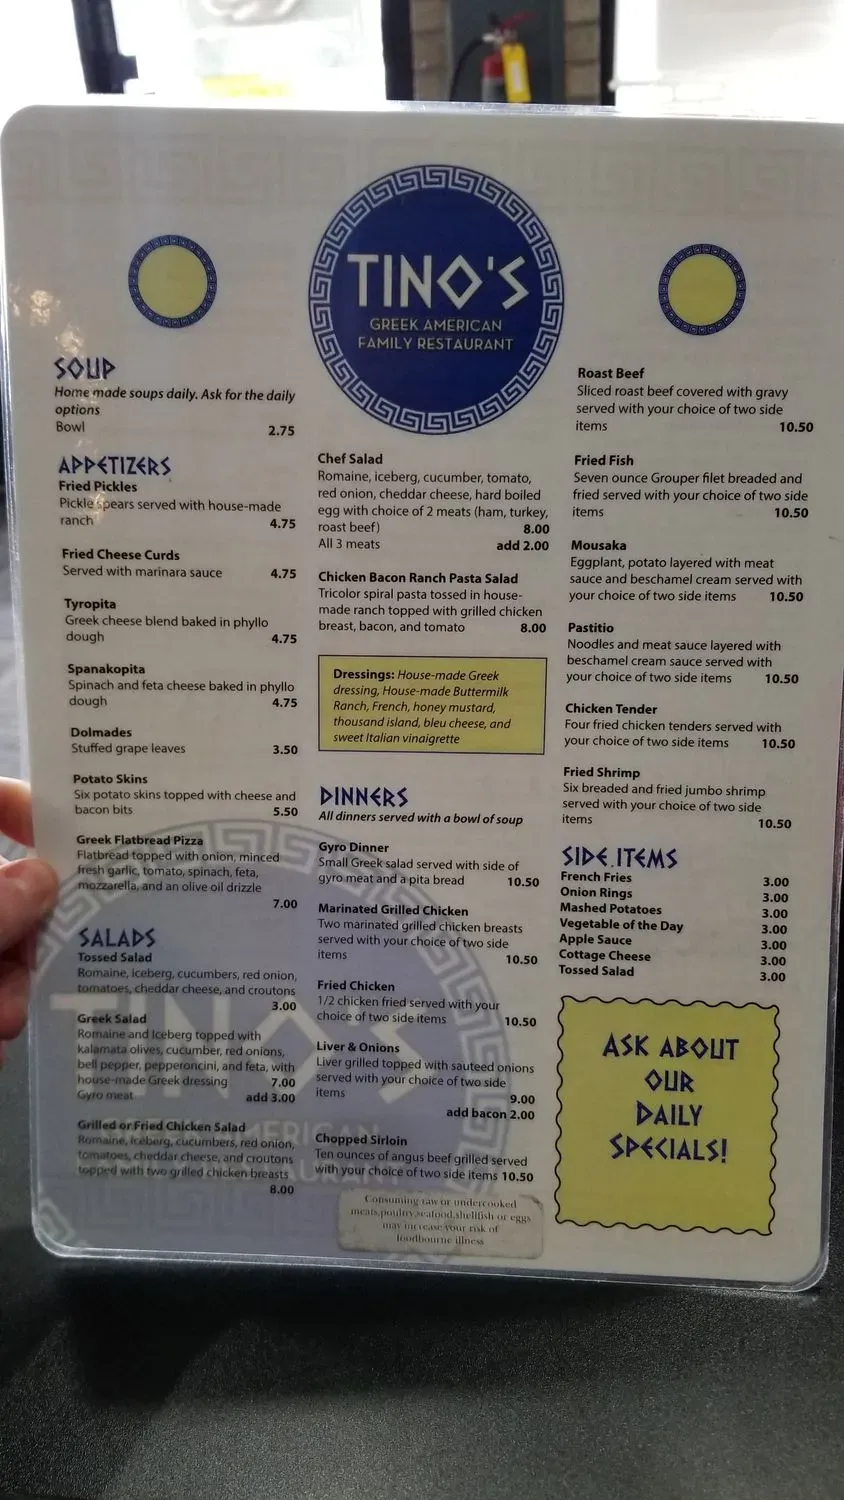 TINO'S
GREEK AMERICAN
FAMILY RESTAURANT
SOUP
Home made soups daily. Ask for the daily
options
Bowl 2.75
APPETIZERS
Fried Pickles
Pickle spears served with house-made
ranch 4.75
Fried Cheese Curds
Served with marinara sauce 4.75
Tyropita
Greek cheese blend baked in phyllo
dough 4.75
Spanakopita
Spinach and feta cheese baked in phyllo
dough 4.75
Dolmades
Stuffed grape leaves 3.50
Potato Skins
Six potato skins topped with cheese and
bacon bits 5.50
Greek Flatbread Pizza
Flatbread topped with onion, minced
fresh garlic, tomato, spinach, feta,
mozzarella, and an olive oil drizzle
7.00
SALADS
Tossed Salad
Romaine, iceberg, cucumbers, red onion,
tomatoes, cheddar cheese, and croutons
3.00
Greek Salad
Romaine and Iceberg topped with
kalamata olives, cucumber, red onions,
bell pepper, pepperoncini, and feta, with
house-made Greek dressing 7.00
Gyro meat add 3.00
Grilled or Fried Chicken Salad
Romaine, iceberg, cucumbers, red onion,
tomatoes, cheddar cheese, and croutons
topped with two grilled chicken breasts
8.00
Chef Salad
Romaine, iceberg, cucumber, tomato,
red onion, cheddar cheese, hard boiled
egg with choice of 2 meats (ham, turkey,
roast beef) 8.00
All 3 meats add 2.00
Chicken Bacon Ranch Pasta Salad
Tricolor spiral pasta tossed in house-
made ranch topped with grilled chicken
breast, bacon, and tomato 8.00
Dressings: House-made Greek
dressing, House-made Buttermilk
Ranch, French, honey mustard,
thousand island, bleu cheese, and
sweet Italian vinaigrette
DINNERS
All dinners served with a bowl of soup
Gyro Dinner
Small Greek salad served with side of
gyro meat and a pita bread 10.50
Marinated Grilled Chicken
Two marinated grilled chicken breasts
served with your choice of two side
items 10.50
Fried Chicken
1/2 chicken fried served with your
choice of two side items 10.50
Liver & Onions
Liver grilled topped with sauteed onions
served with your choice of two side
items 9.00
add bacon 2.00
Chopped Sirloin
Ten ounces of angus beef grilled served
with your choice of two side items 10.50
Consuming raw or undercooked
meats,poultry,seafood,shellfish or eggs
may increase your risk of
foodbourne illness
Roast Beef
Sliced roast beef covered with gravy
served with your choice of two side
items 10.50
Fried Fish
Seven ounce Grouper filet breaded and
fried served with your choice of two side
items 10.50
Mousaka
Eggplant, potato layered with meat
sauce and beschamel cream served with
your choice of two side items 10.50
Pastitio
Noodles and meat sauce layered with
beschamel cream sauce served with
your choice of two side items 10.50
Chicken Tender
Four fried chicken tenders served with
your choice of two side items 10.50
Fried Shrimp
Six breaded and fried jumbo shrimp
served with your choice of two side
items 10.50
SIDE ITEMS
French Fries 3.00
Onion Rings 3.00
Mashed Potatoes 3.00
Vegetable of the Day 3.00
Apple Sauce 3.00
Cottage Cheese 3.00
Tossed Salad 3.00
ASK ABOUT
OUR
DAILY
SPECIALS!